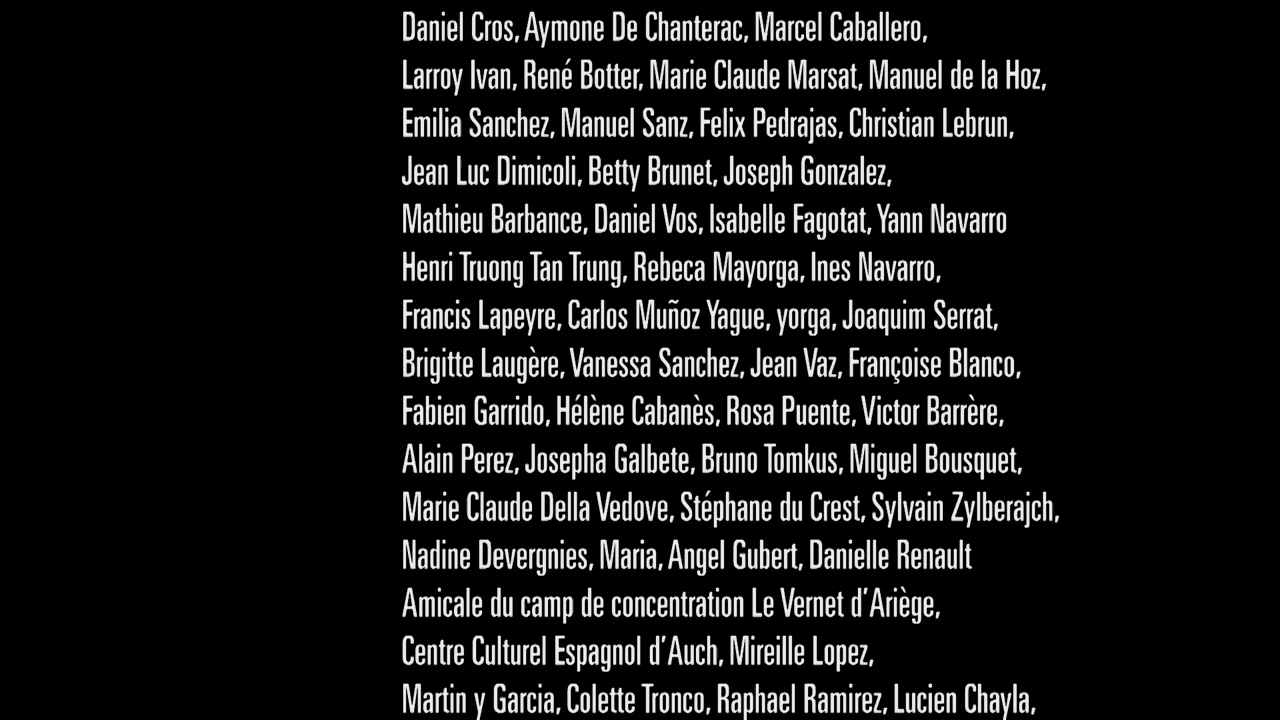 Daniel Cros, Aymone De Chanterac, Marcel Caballero,
Larroy Ivan, René Botter, Marie Claude Marsat, Manuel de la Hoz,
Emilia Sanchez, Manuel Sanz, Felix Pedrajas, Christian Lebrun,
Jean Luc Dimicoli, Betty Brunet, Joseph Gonzalez,
Mathieu Barbance, Daniel Vos, Isabelle Fagotat, Yann Navarro
Henri Truong Tan Trung, Rebeca Mayorga, Ines Navarro,
Francis Lapeyre, Carlos Muñoz Yague, yorga, Joaquim Serrat,
Brigitte Laugère, Vanessa Sanchez, Jean Vaz, Françoise Blanco,
Fabien Garrido, Hélène Cabanès, Rosa Puente, Victor Barrère,
Alain Perez, Josepha Galbete, Bruno Tomkus, Miguel Bousquet,
Marie Claude Della Vedove, Stéphane du Crest, Sylvain Zylberajch,
Nadine Devergnies, Maria, Angel Gubert, Danielle Renault
Amicale du camp de concentration Le Vernet d'Ariège,
Centre Culturel Espagnol d'Auch, Mireille Lopez,
Martin y Garcia, Colette Tronco, Raphael Ramirez, Lucien Chayla,